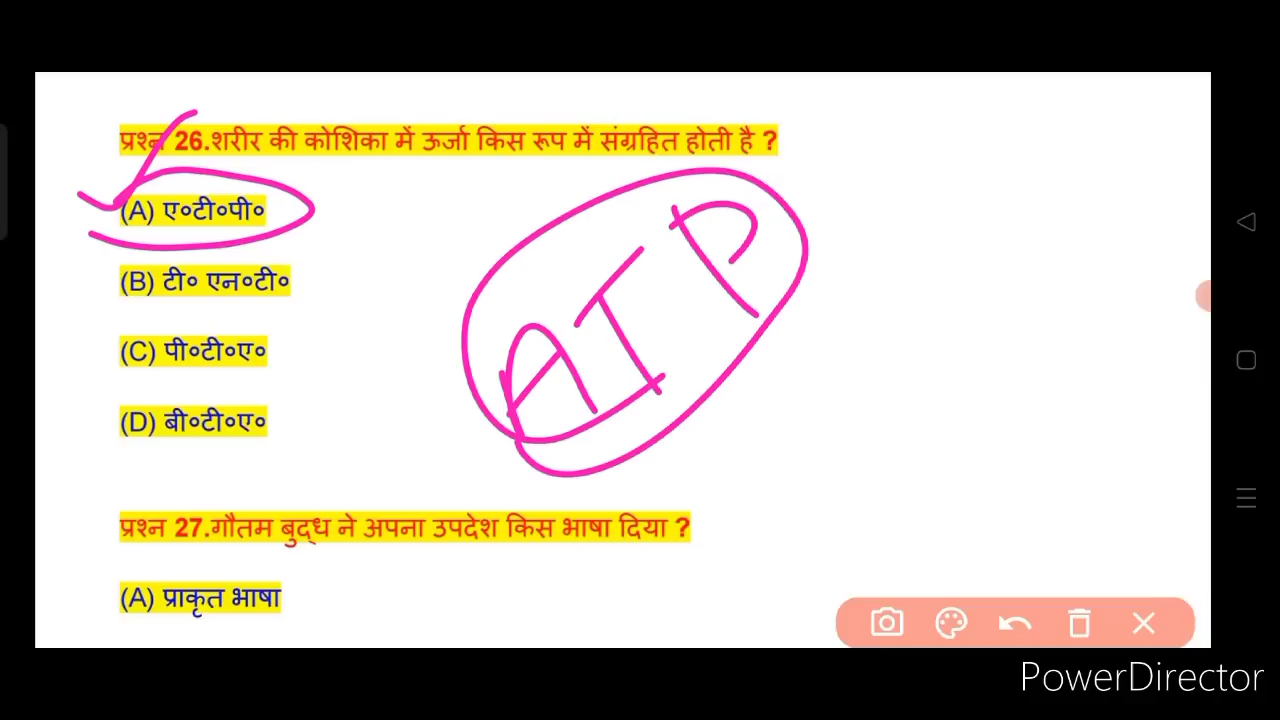 प्रश्न 26.शरीर की कोशिका में ऊर्जा किस रूप में संग्रहित होती है ?
(A) ए०टी०पी०
(B) टी० एन०टी०
(C) पी०टी०ए०
(D) बी०टी०ए०
ATP
प्रश्न 27.गौतम बुद्ध ने अपना उपदेश किस भाषा दिया ?
(A) प्राकृत भाषा
PowerDirector